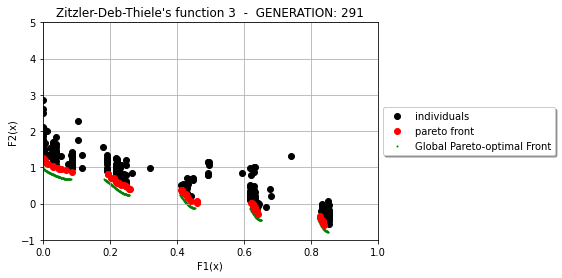 Zitzler-Deb-Thiele's function 3 - GENERATION: 291
5
4
3
2
1
0
−1
F2(x)
0.0 0.2 0.4 0.6 0.8 1.0
F1(x)
individuals
pareto front
Global Pareto-optimal Front